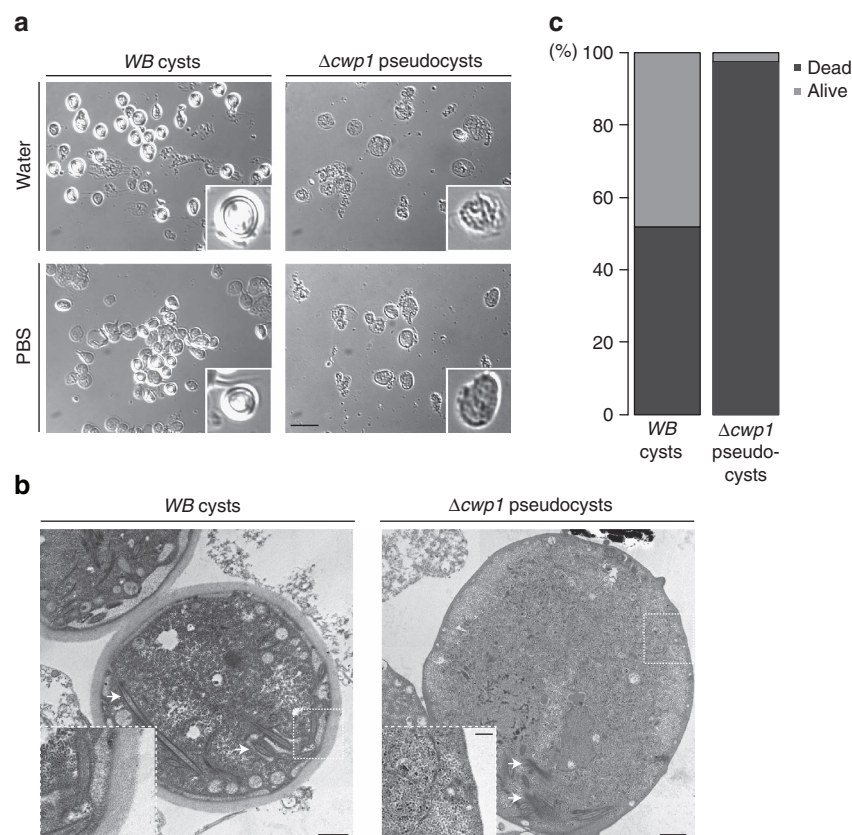 a
WB cysts
Δcwp1 pseudocysts
Water
PBS
c
(%)
100
80
60
40
20
0
Dead
Alive
WB
cysts
Δcwp1
pseudo-
cysts
b
WB cysts
Δcwp1 pseudocysts